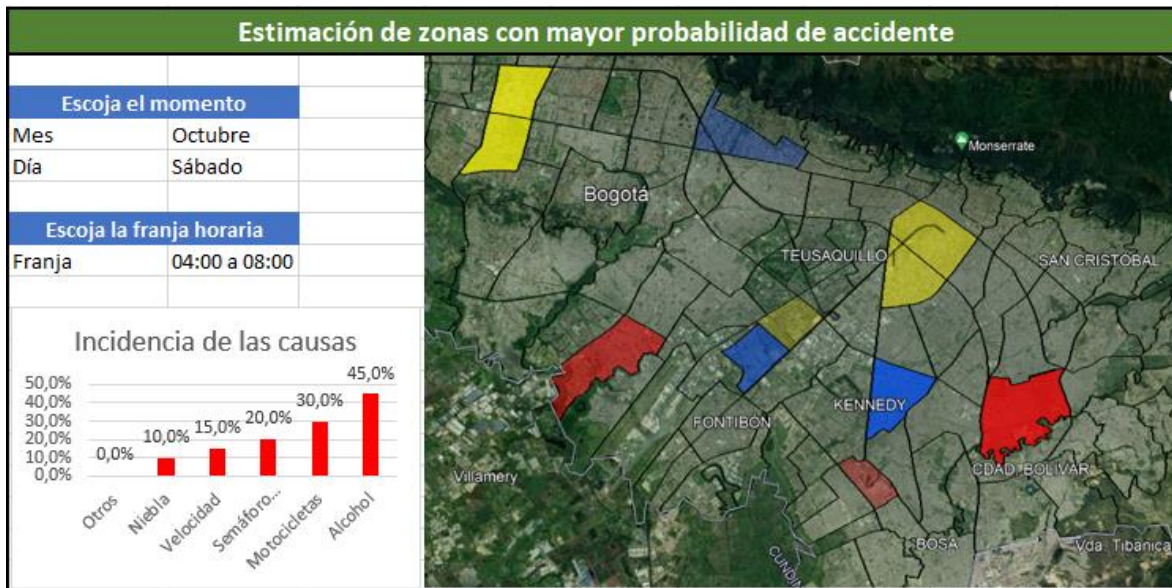 Estimación de zonas con mayor probabilidad de accidente
Escoja el momento
Mes Octubre
Día Sábado
Escoja la franja horaria
Franja 04:00 a 08:00
Incidencia de las causas
50,0%
40,0%
30,0%
20,0%
10,0%
0,0%
0,0%
10,0%
15,0%
20,0%
30,0%
45,0%
Otros
Niebla
Velocidad
Semáforo...
Motocicletas
Alcohol
Monserrate
Bogotá
TEUSAQUILLO
SAN CRISTÓBAL
KENNEDY
FONTIBÓN
CDAD. BOLÍVAR
Villamery
BOSA
Vda. Tibanica
CUNDIN